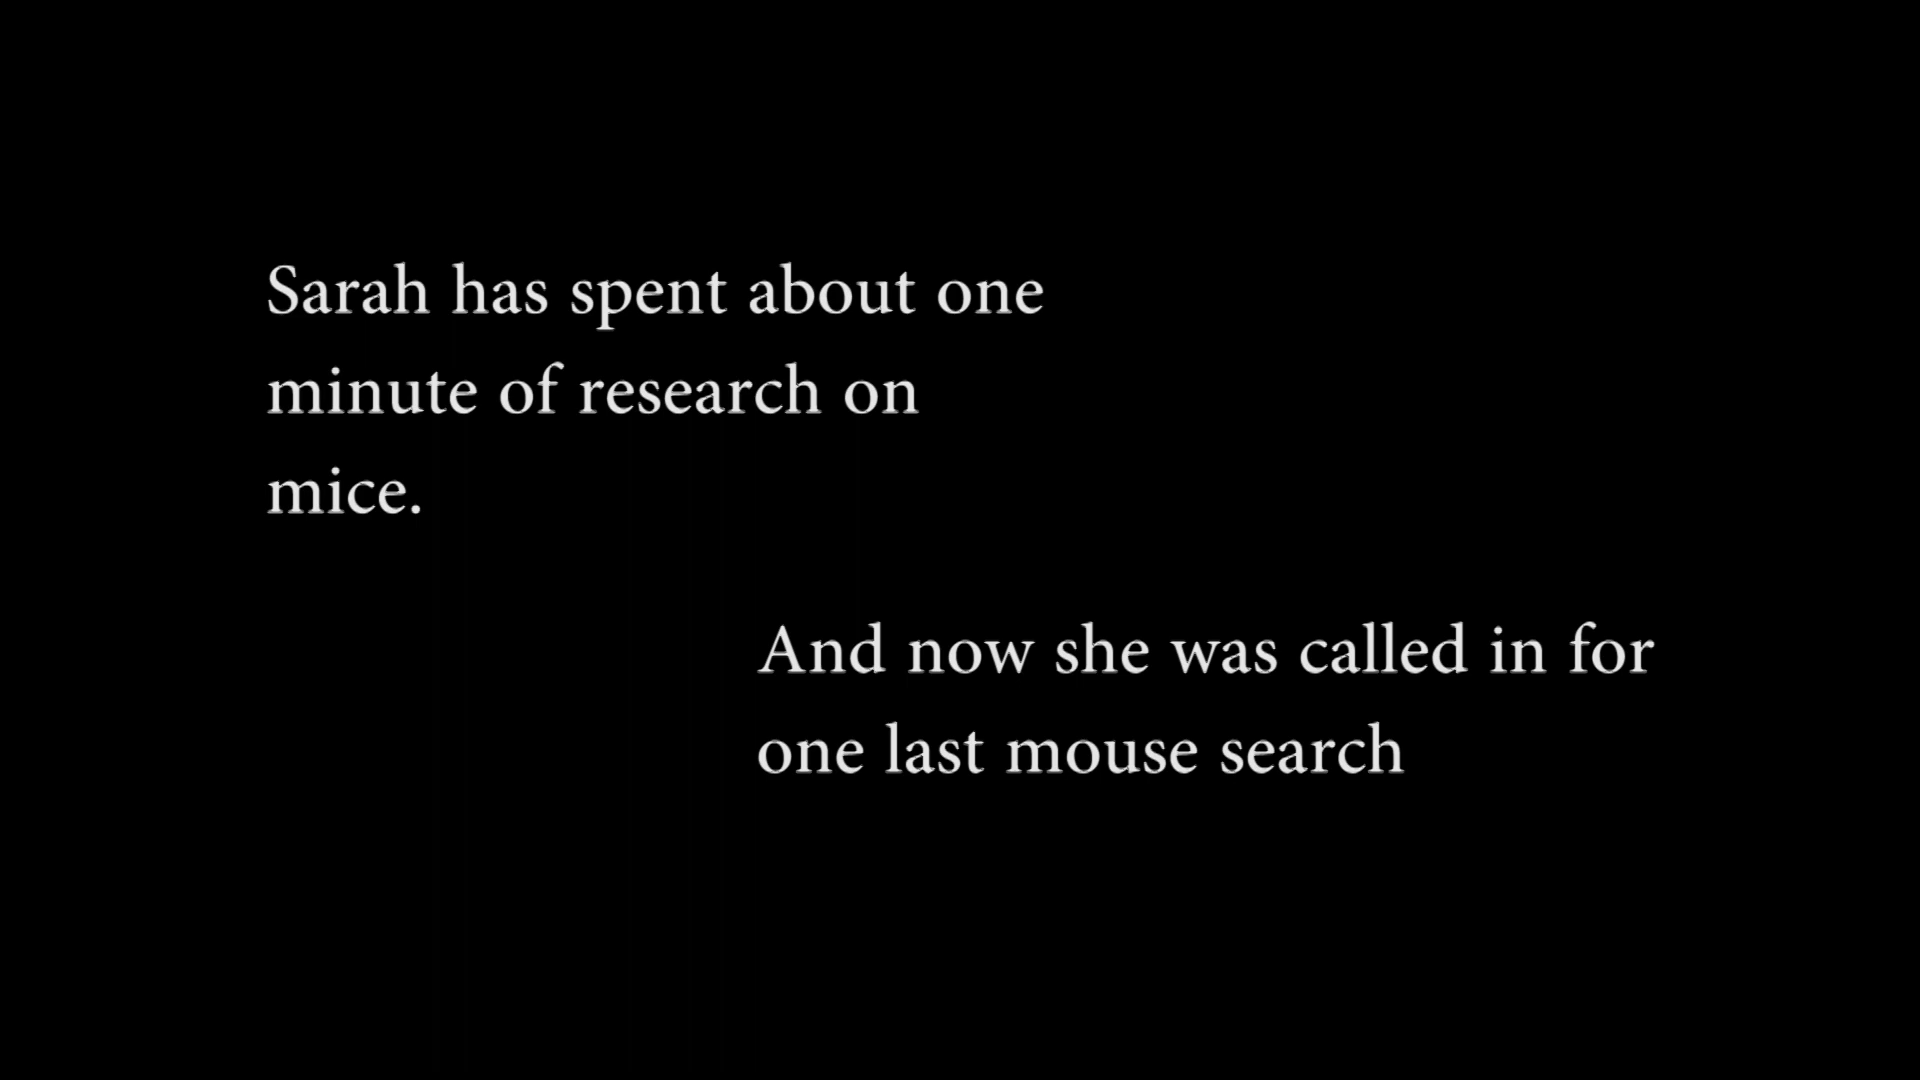 Sarah has spent about one
minute of research on
mice.
And now she was called in for
one last mouse search